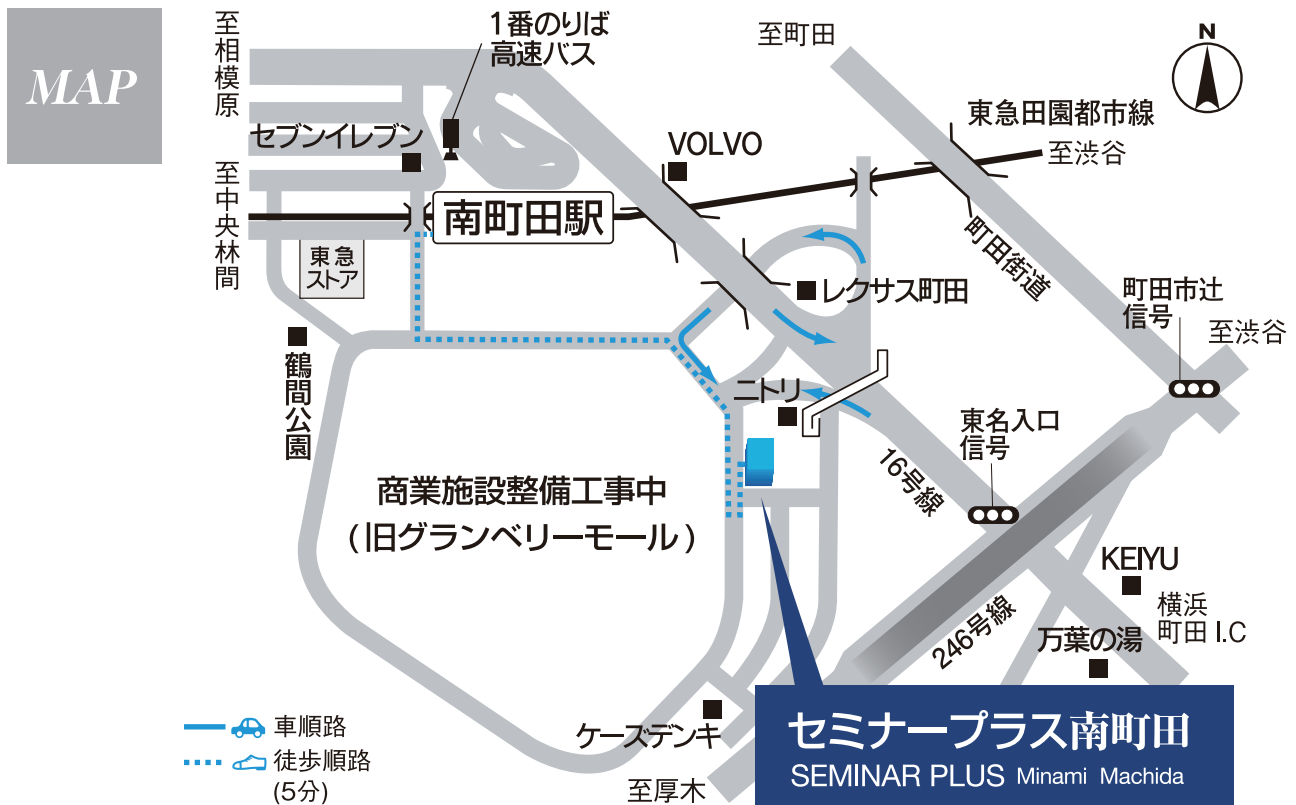 MAP
至相模原
1番のりば
高速バス
至町田
N
セブンイレブン
VOLVO
東急田園都市線
至渋谷
至中央林間
南町田駅
東急
ストア
町田街道
レクサス町田
町田市辻
信号
至渋谷
鶴間公園
ニトリ
東名入口
信号
16号線
商業施設整備工事中
(旧グランベリーモール)
KEIYU
横浜
町田 I.C
246号線
万葉の湯
ケーズデンキ
至厚木
セミナープラス南町田
SEMINAR PLUS Minami Machida
車順路
徒歩順路
(5分)